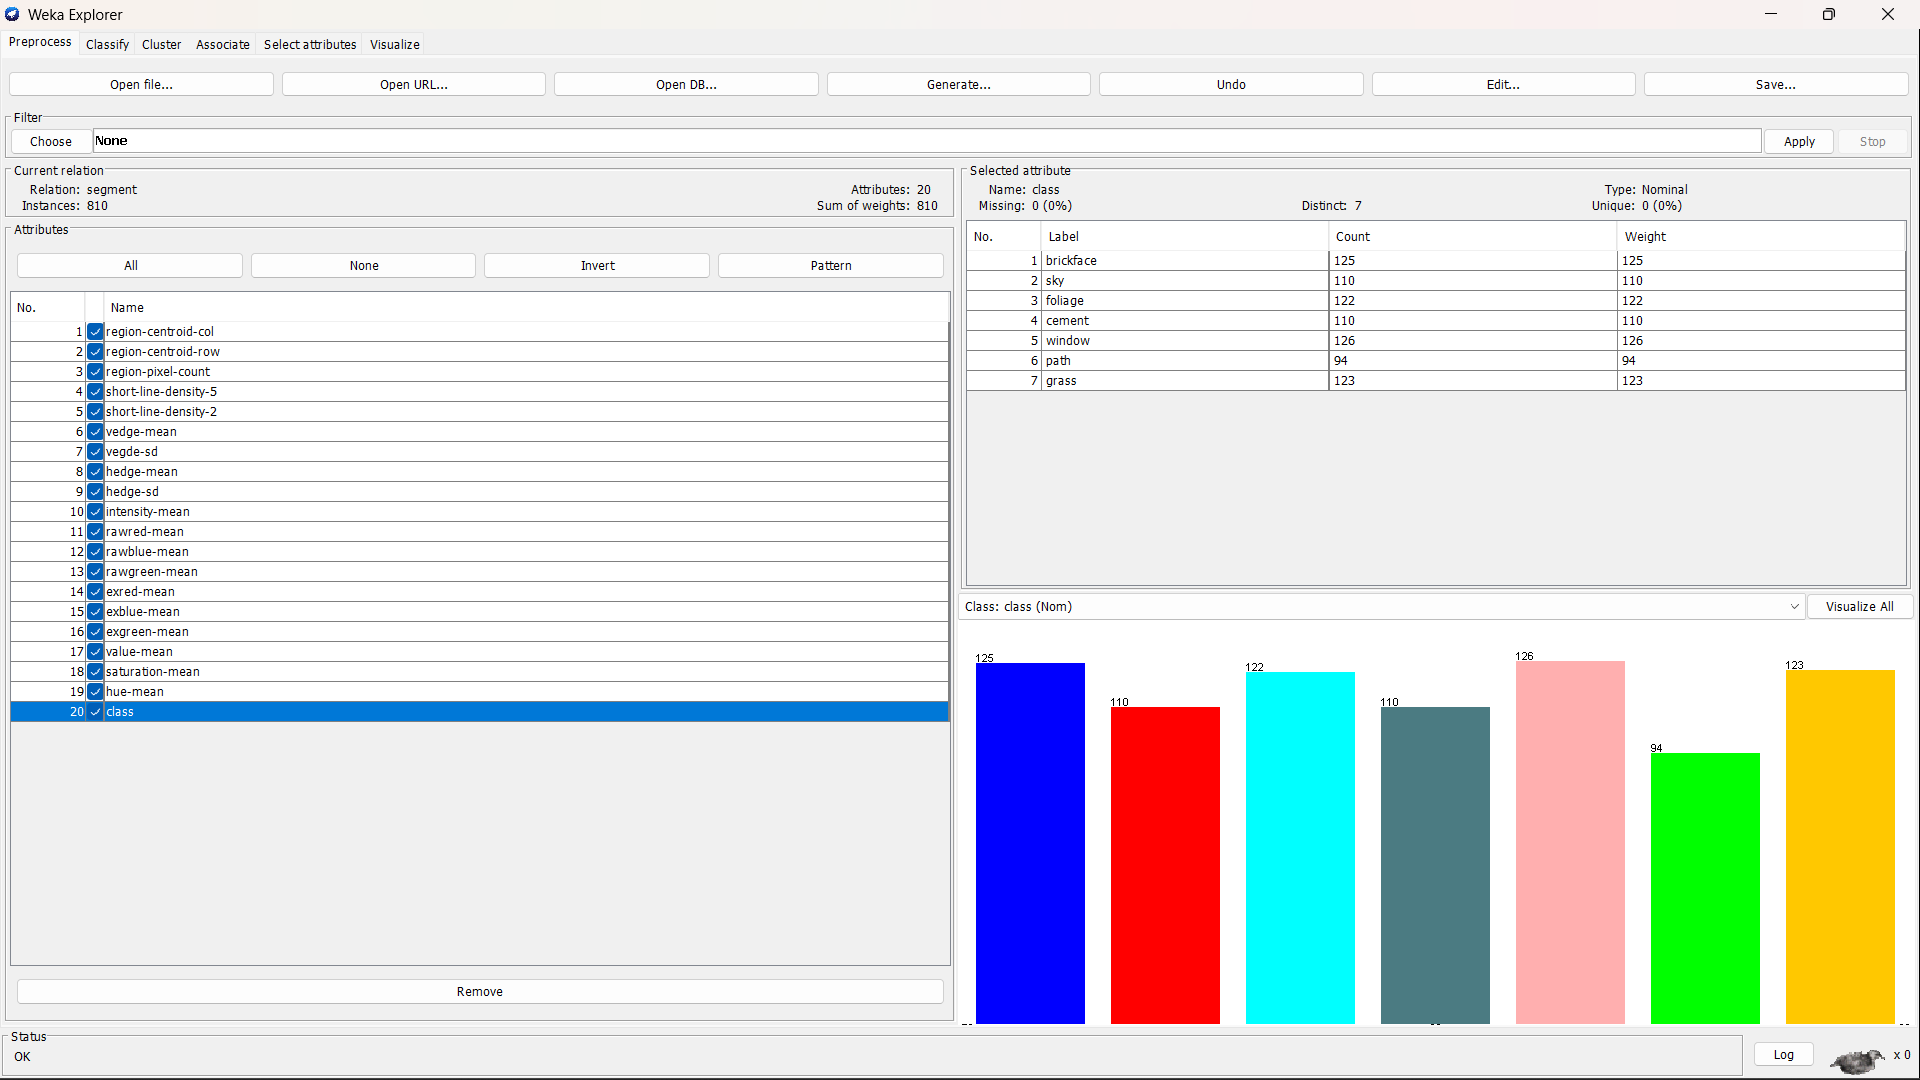 Weka Explorer
Preprocess Classify Cluster Associate Select attributes Visualize
Open file... Open URL... Open DB... Generate... Undo Edit... Save...
Filter
Choose None Apply Stop
Current relation
Relation: segment Attributes: 20
Instances: 810 Sum of weights: 810
Attributes
All None Invert Pattern
No. Name
1 region-centroid-col
2 region-centroid-row
3 region-pixel-count
4 short-line-density-5
5 short-line-density-2
6 vedge-mean
7 vegde-sd
8 hedge-mean
9 hedge-sd
10 intensity-mean
11 rawred-mean
12 rawblue-mean
13 rawgreen-mean
14 exred-mean
15 exblue-mean
16 exgreen-mean
17 value-mean
18 saturation-mean
19 hue-mean
20 class
Remove
Selected attribute
Name: class Type: Nominal
Missing: 0 (0%) Distinct: 7 Unique: 0 (0%)
No. Label Count Weight
1 brickface 125 125
2 sky 110 110
3 foliage 122 122
4 cement 110 110
5 window 126 126
6 path 94 94
7 grass 123 123
Class: class (Nom) Visualize All
125 110 122 110 126 94 123
Status
OK
Log x 0